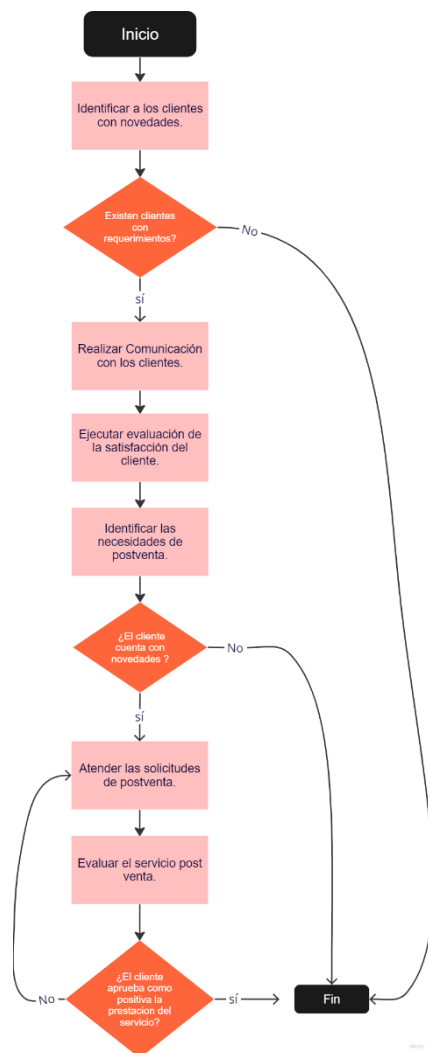 Inicio
Identificar a los clientes
con novedades.
Existen clientes
con
requerimientos?
No
sí
Realizar Comunicación
con los clientes.
Ejecutar evaluación de
la satisfacción del
cliente.
Identificar las
necesidades de
postventa.
¿El cliente
cuenta con
novedades ?
No
sí
Atender las solicitudes
de postventa.
Evaluar el servicio post
venta.
¿El cliente
aprueba como
positiva la
prestacion del
servicio?
No
sí
Fin
miro